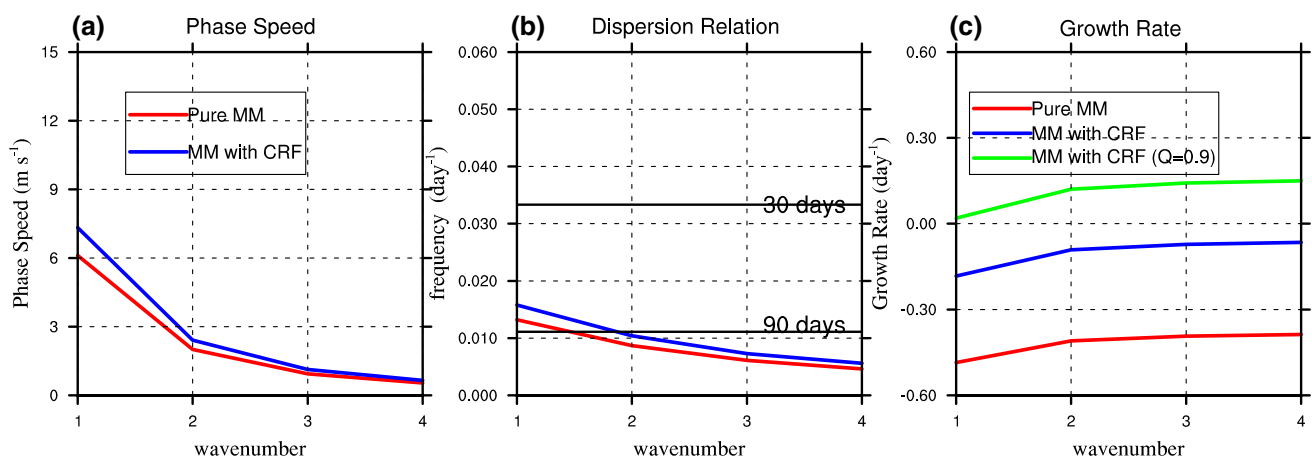 (a) Phase Speed
15
12
9
6
3
0
Phase Speed (m s⁻¹)
Pure MM
MM with CRF
1 2 3 4
wavenumber
(b) Dispersion Relation
0.060
0.050
0.040
0.030
0.020
0.010
0.000
frequency (day⁻¹)
30 days
90 days
1 2 3 4
wavenumber
(c) Growth Rate
0.60
0.30
0.00
-0.30
-0.60
Growth Rate (day⁻¹)
Pure MM
MM with CRF
MM with CRF (Q=0.9)
1 2 3 4
wavenumber